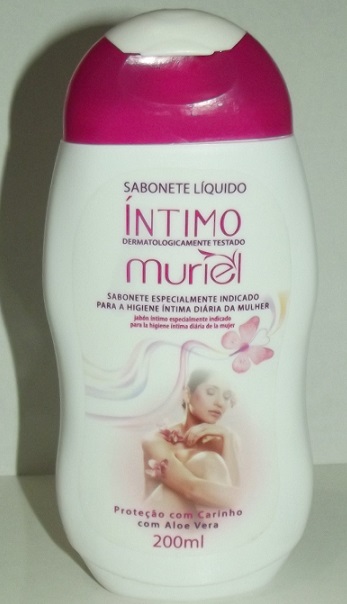 SABONETE LÍQUIDO
ÍNTIMO
DERMATOLOGICAMENTE TESTADO
muriel
SABONETE ESPECIALMENTE INDICADO
PARA A HIGIENE ÍNTIMA DIÁRIA DA MULHER
jabón íntimo especialmente indicado
para la higiene íntima diária de la mujer
Proteção com Carinho
com Aloe Vera
200ml